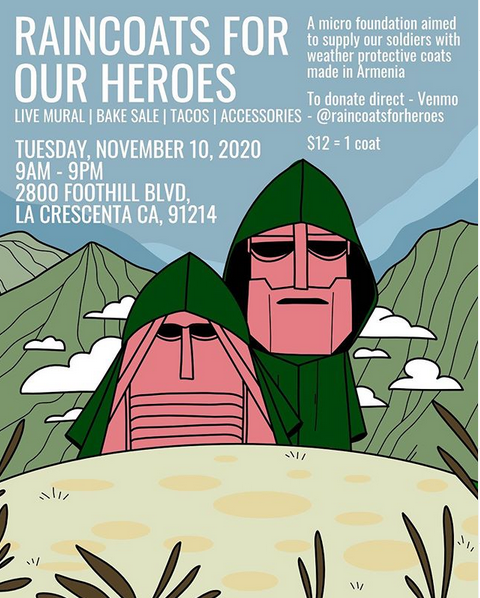 RAINCOATS FOR
OUR HEROES
LIVE MURAL | BAKE SALE | TACOS | ACCESSORIES
TUESDAY, NOVEMBER 10, 2020
9AM - 9PM
2800 FOOTHILL BLVD,
LA CRESCENTA CA, 91214
A micro foundation aimed
to supply our soldiers with
weather protective coats
made in Armenia
To donate direct - Venmo
- @raincoatsforheroes
$12 = 1 coat